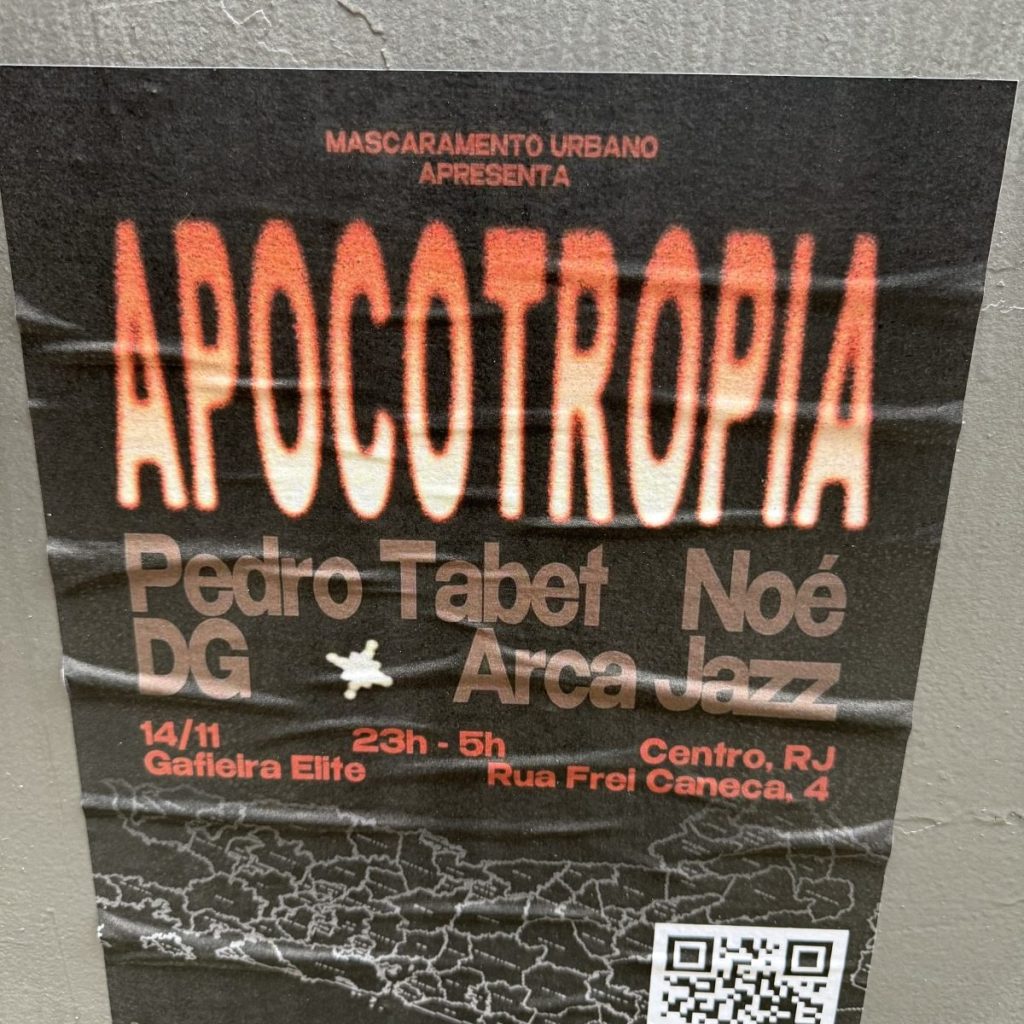 MASCARAMENTO URBANO
APRESENTA
APOCOTROPIA
Pedro Tabet Noé
DG Arca Jazz
14/11 23h - 5h Centro, RJ
Gafieira Elite Rua Frei Caneca, 4